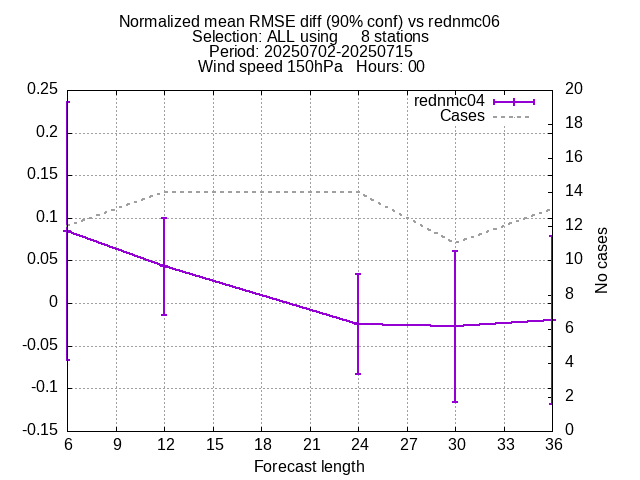 Normalized mean RMSE diff (90% conf) vs rednmc06
Selection: ALL using     8 stations
Period: 20250702-20250715
Wind speed 150hPa   Hours: 00
rednmc04
Cases
0.25
0.2
0.15
0.1
0.05
0
-0.05
-0.1
-0.15
20
18
16
14
12
10
8
6
4
2
0
No cases
6 9 12 15 18 21 24 27 30 33 36
Forecast length